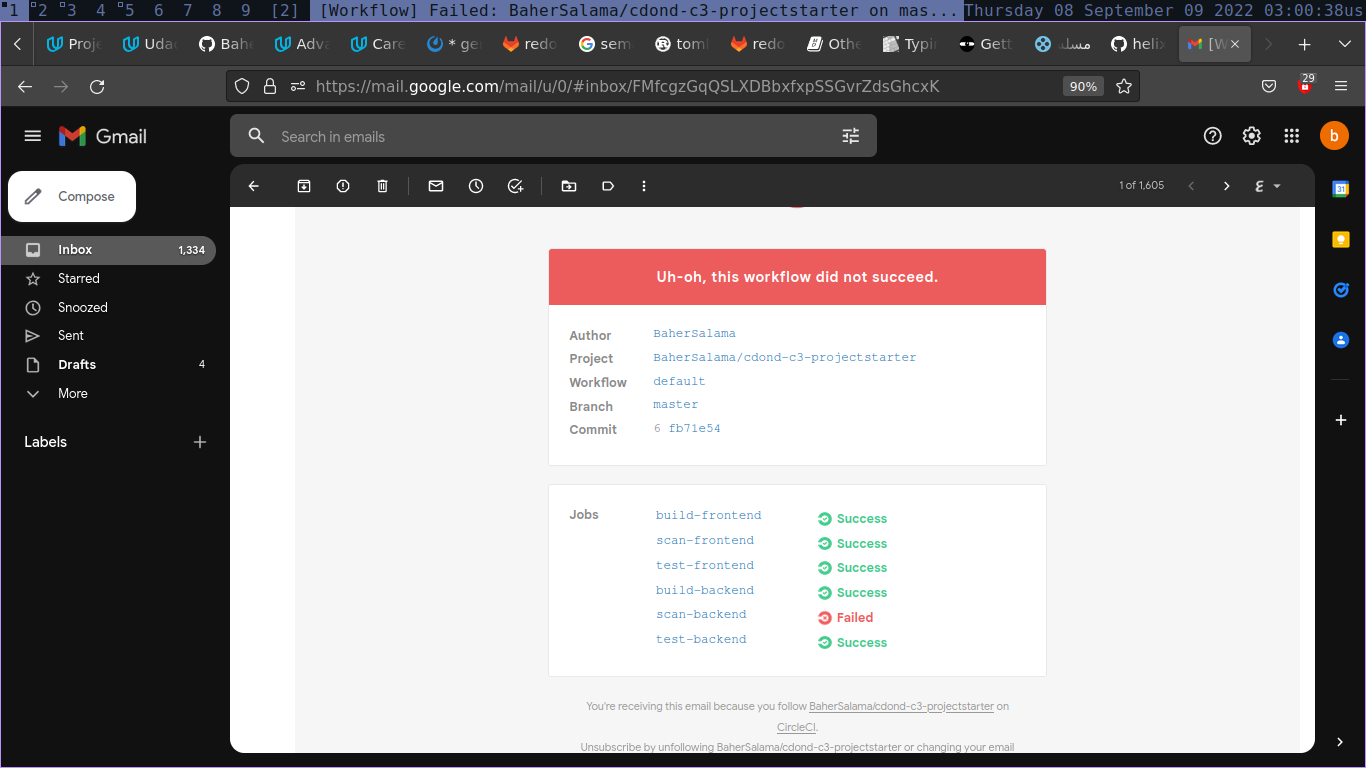 1 2 3 4 5 6 7 8 9 [2] [Workflow] Failed: BaherSalama/cdond-c3-projectstarter on mas... Thursday 08 September 09 2022 03:00:38us
Proje Uda Bah Adva Care * ge redo sem toml redo Othe Typi Gett مسلس helix [W
https://mail.google.com/mail/u/0/#inbox/FMfcgzGqQSLXDBbxfxpSSGvrZdsGhcxK 90% 29
Gmail Search in emails b
Compose 1 of 1,605
Inbox 1,334
Starred
Snoozed
Sent
Drafts 4
More
Labels
31
Uh-oh, this workflow did not succeed.
Author BaherSalama
Project BaherSalama/cdond-c3-projectstarter
Workflow default
Branch master
Commit 6 fb71e54
Jobs build-frontend Success
scan-frontend Success
test-frontend Success
build-backend Success
scan-backend Failed
test-backend Success
You're receiving this email because you follow BaherSalama/cdond-c3-projectstarter on
CircleCI.
Unsubscribe by unfollowing BaherSalama/cdond-c3-projectstarter or changing your email